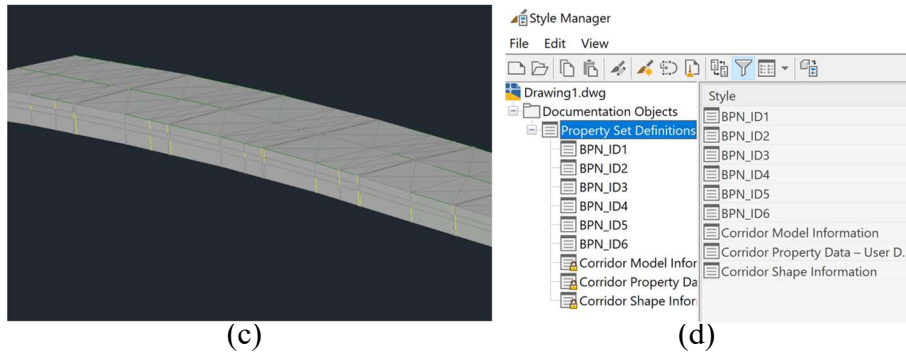 Style Manager
File Edit View
Drawing1.dwg
Documentation Objects
Property Set Definitions
BPN_ID1
BPN_ID2
BPN_ID3
BPN_ID4
BPN_ID5
BPN_ID6
Corridor Model Infor
Corridor Property Da
Corridor Shape Infor
Style
BPN_ID1
BPN_ID2
BPN_ID3
BPN_ID4
BPN_ID5
BPN_ID6
Corridor Model Information
Corridor Property Data – User D...
Corridor Shape Information
(c)
(d)